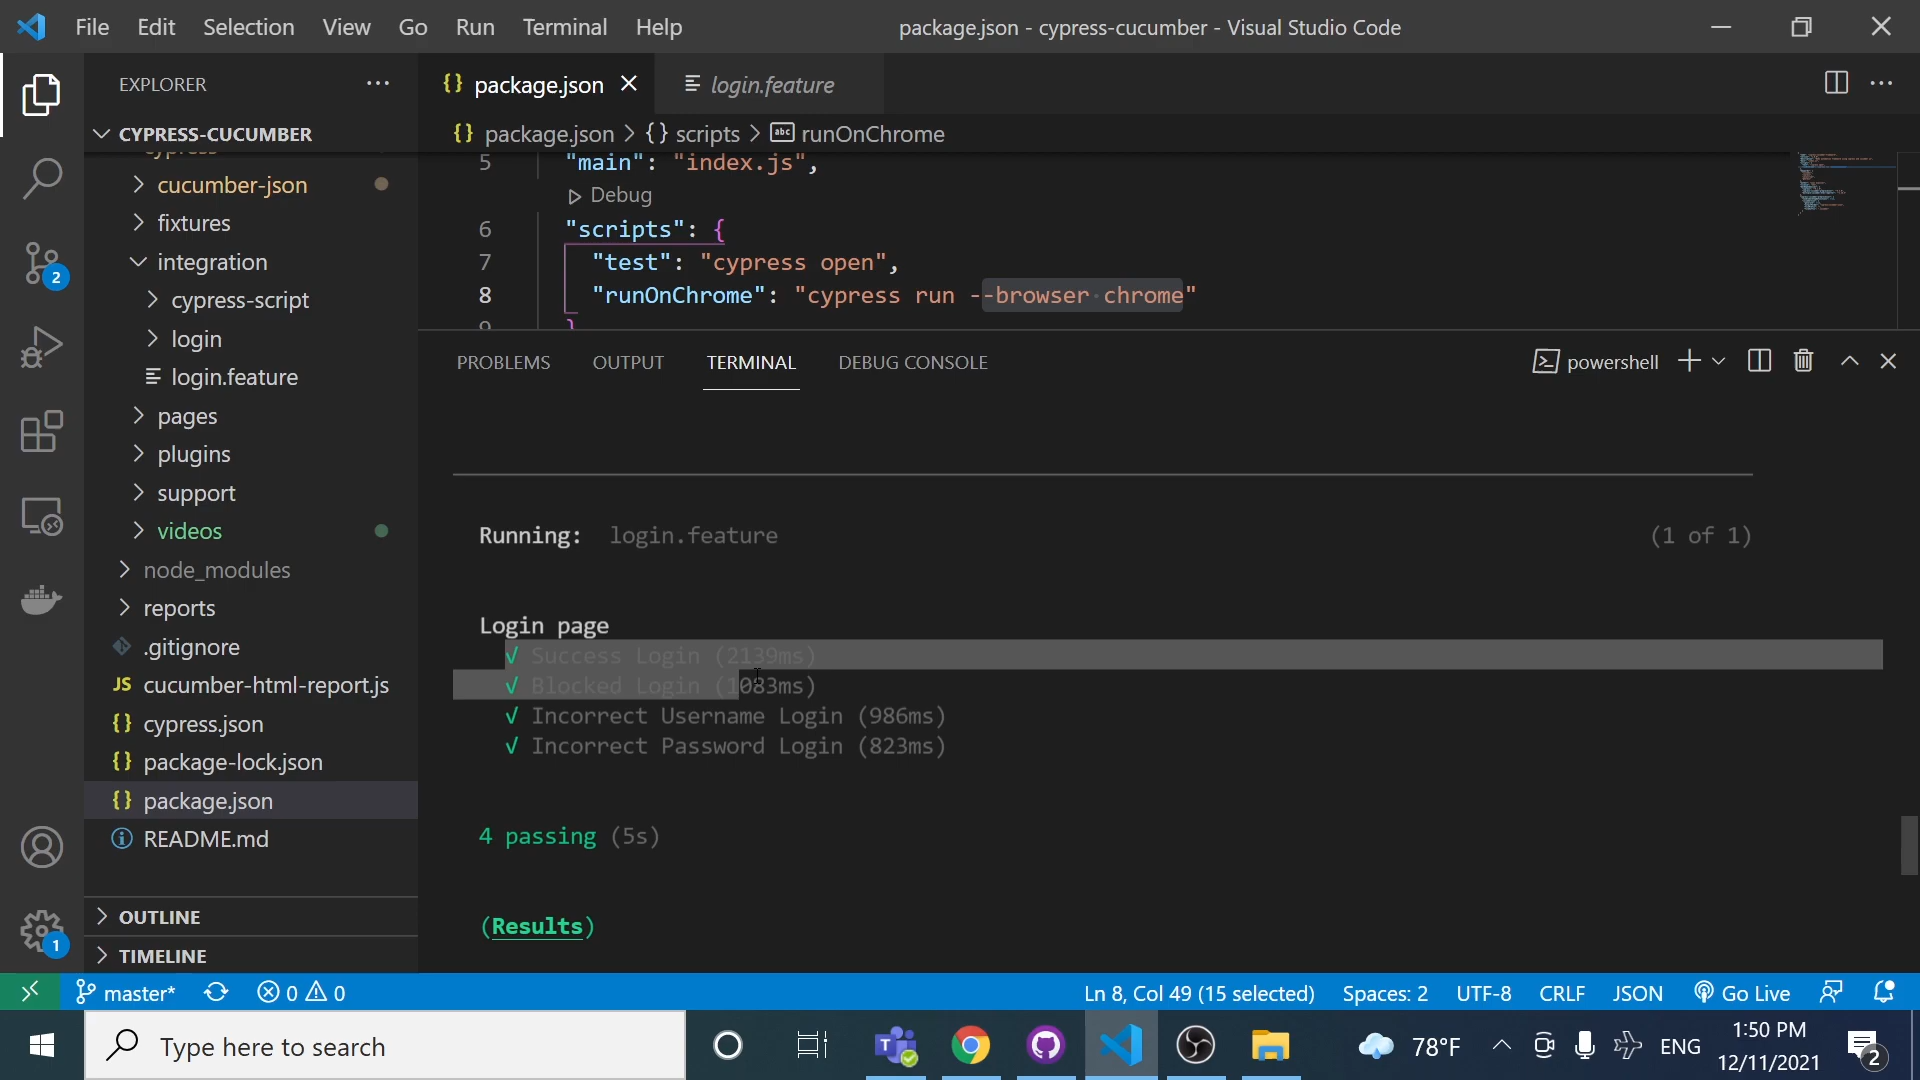 File Edit Selection View Go Run Terminal Help package.json - cypress-cucumber - Visual Studio Code
EXPLORER
CYPRESS-CUCUMBER
cypress
cucumber-json
fixtures
integration
cypress-script
login
login.feature
pages
plugins
support
videos
node_modules
reports
.gitignore
JS cucumber-html-report.js
{} cypress.json
{} package-lock.json
{} package.json
README.md
OUTLINE
TIMELINE
2
1
{} package.json
login.feature
{} package.json > {} scripts > abc runOnChrome
5 "main": "index.js",
Debug
6 "scripts": {
7 "test": "cypress open",
8 "runOnChrome": "cypress run --browser chrome"
9 }
PROBLEMS OUTPUT TERMINAL DEBUG CONSOLE powershell
Running: login.feature (1 of 1)
Login page
√ Success Login (2139ms)
√ Blocked Login (1083ms)
√ Incorrect Username Login (986ms)
√ Incorrect Password Login (823ms)
4 passing (5s)
(Results)
master* 0 0 Ln 8, Col 49 (15 selected) Spaces: 2 UTF-8 CRLF JSON Go Live
Type here to search
78°F ENG
1:50 PM
12/11/2021
2